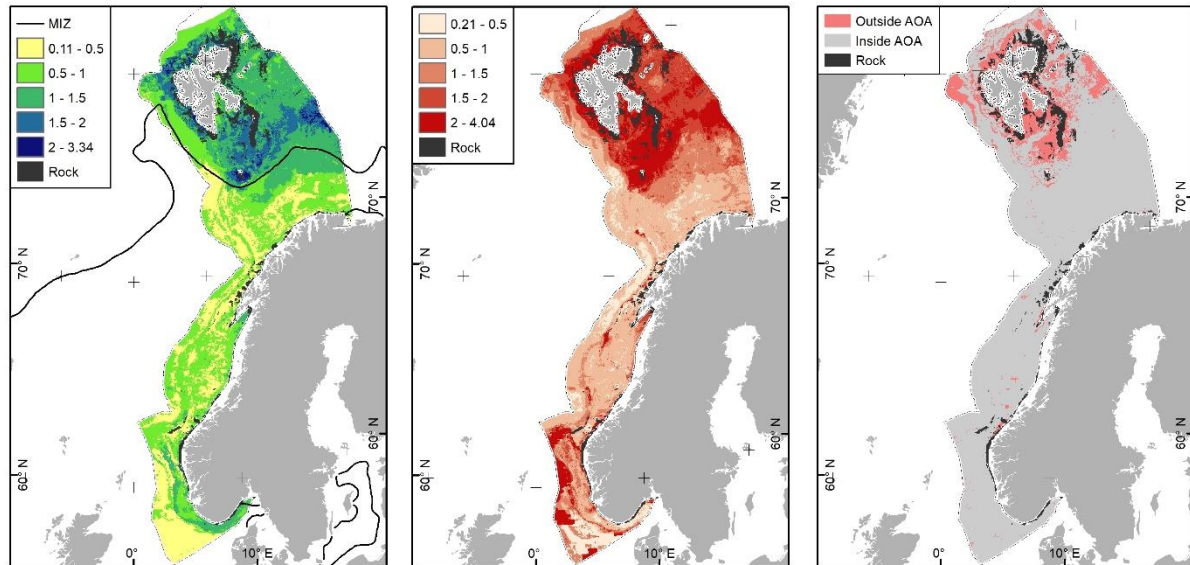 MIZ
0.11 - 0.5
0.5 - 1
1 - 1.5
1.5 - 2
2 - 3.34
Rock
70° N
70° N
60° N
60° N
0°
10° E
0.21 - 0.5
0.5 - 1
1 - 1.5
1.5 - 2
2 - 4.04
Rock
70° N
70° N
60° N
60° N
0°
10° E
Outside AOA
Inside AOA
Rock
70° N
70° N
60° N
60° N
0°
10° E